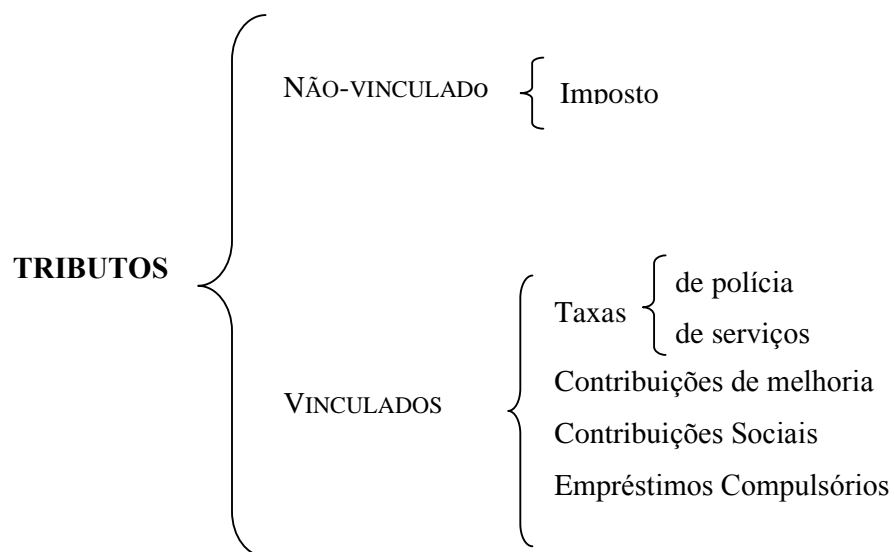 NÃO-VINCULADO
Imposto
TRIBUTOS
de polícia
Taxas
de serviços
Contribuições de melhoria
VINCULADOS
Contribuições Sociais
Empréstimos Compulsórios